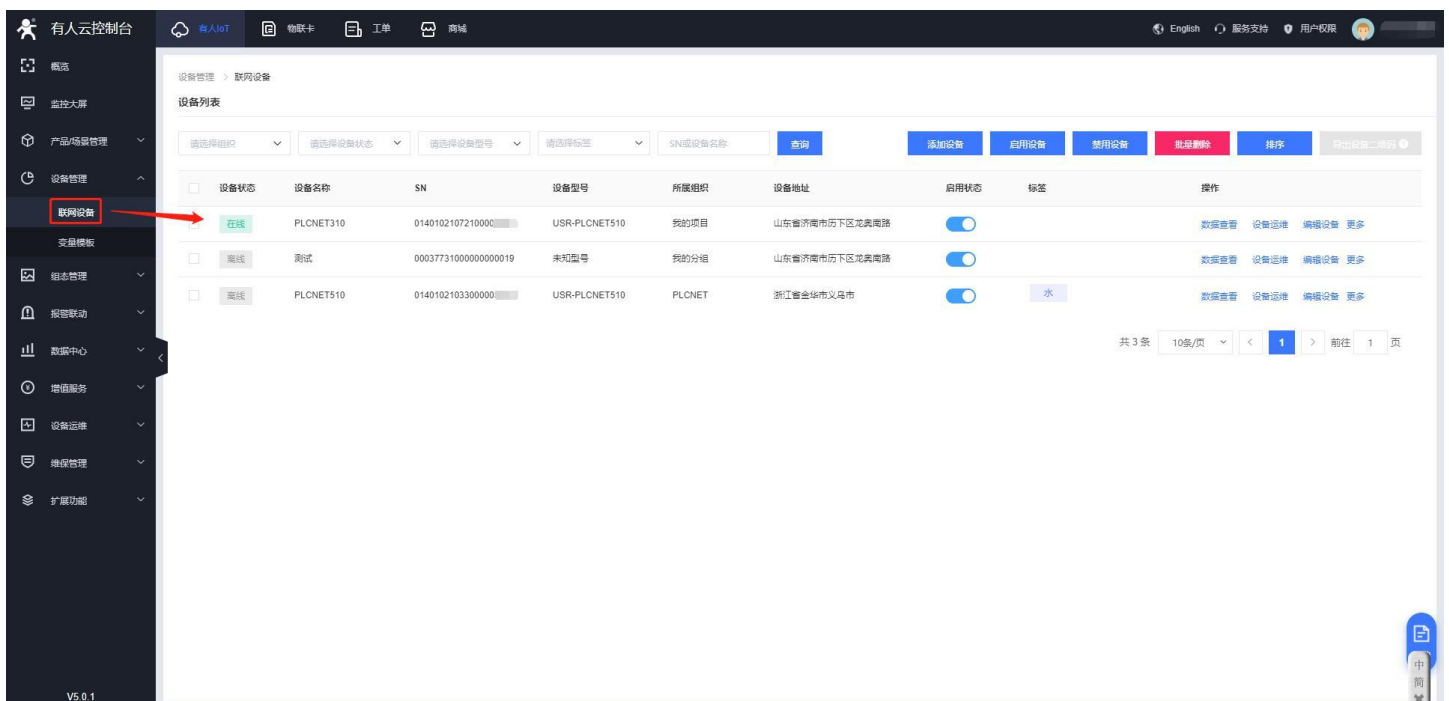 有人云控制台
有人IoT 物联卡 工单 商城 English 服务支持 用户权限
概览
监控大屏
产品/场景管理
设备管理
联网设备
变量模板
组态管理
报警联动
数据中心
增值服务
设备运维
维保管理
扩展功能
V5.0.1
设备管理 > 联网设备
设备列表
请选择组织 请选择设备状态 请选择设备型号 请选择标签 SN或设备名称 查询 添加设备 启用设备 禁用设备 批量删除 排序 导出设备二维码
设备状态 设备名称 SN 设备型号 所属组织 设备地址 启用状态 标签 操作
在线 PLCNET310 0140102107210000 USR-PLCNET510 我的项目 山东省济南市历下区龙奥南路 数据查看 设备运维 编辑设备 更多
离线 测试 00037731000000000019 未知型号 我的分组 山东省济南市历下区龙奥南路 数据查看 设备运维 编辑设备 更多
离线 PLCNET510 0140102103300000 USR-PLCNET510 PLCNET 浙江省金华市义乌市 水 数据查看 设备运维 编辑设备 更多
共 3 条 10条/页 < 1 > 前往 1 页
中
简